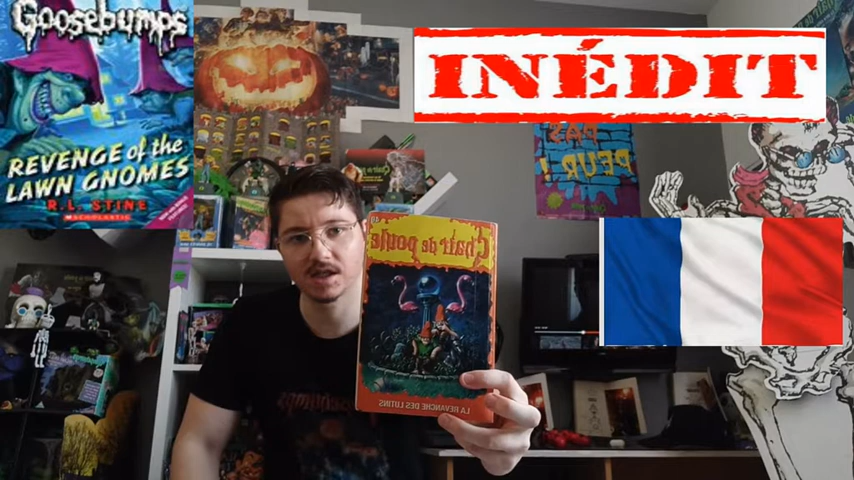 Goosebumps
REVENGE of the
LAWN GNOMES
R.L. STINE
SCHOLASTIC
INÉDIT
PAS
PEUR!
Chair de poule
LA REVANCHE DES LUTINS